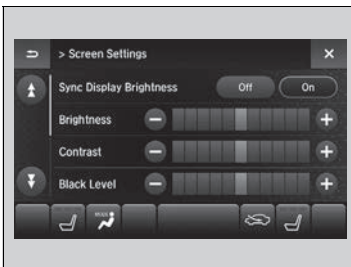 > Screen Settings
Sync Display Brightness Off On
Brightness
Contrast
Black Level